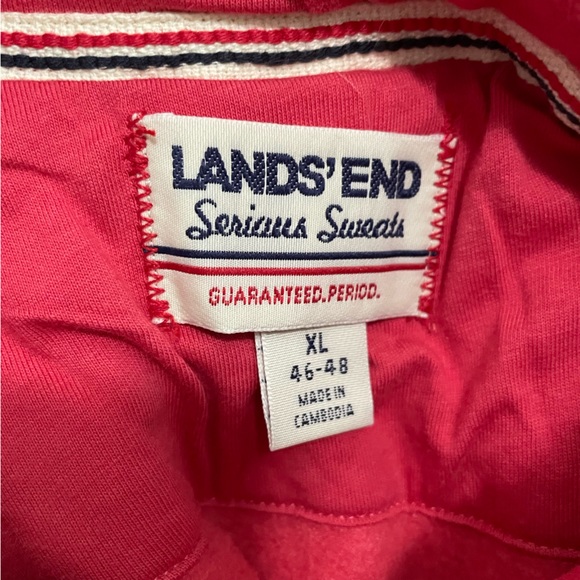 LANDS' END
Serious Sweats
GUARANTEED.PERIOD.
XL
46-48
MADE IN
CAMBODIA